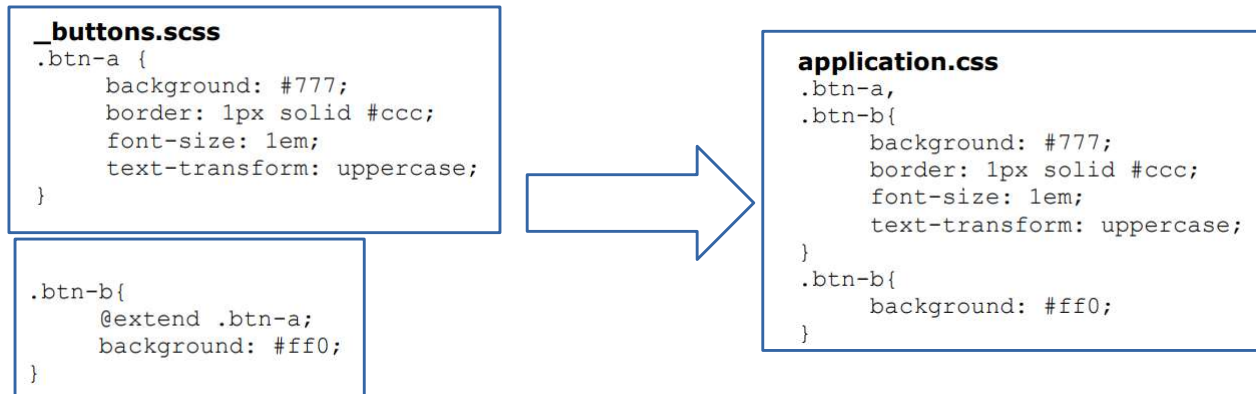 _buttons.scss
.btn-a {
background: #777;
border: 1px solid #ccc;
font-size: 1em;
text-transform: uppercase;
}
.btn-b{
@extend .btn-a;
background: #ff0;
}
application.css
.btn-a,
.btn-b{
background: #777;
border: 1px solid #ccc;
font-size: 1em;
text-transform: uppercase;
}
.btn-b{
background: #ff0;
}